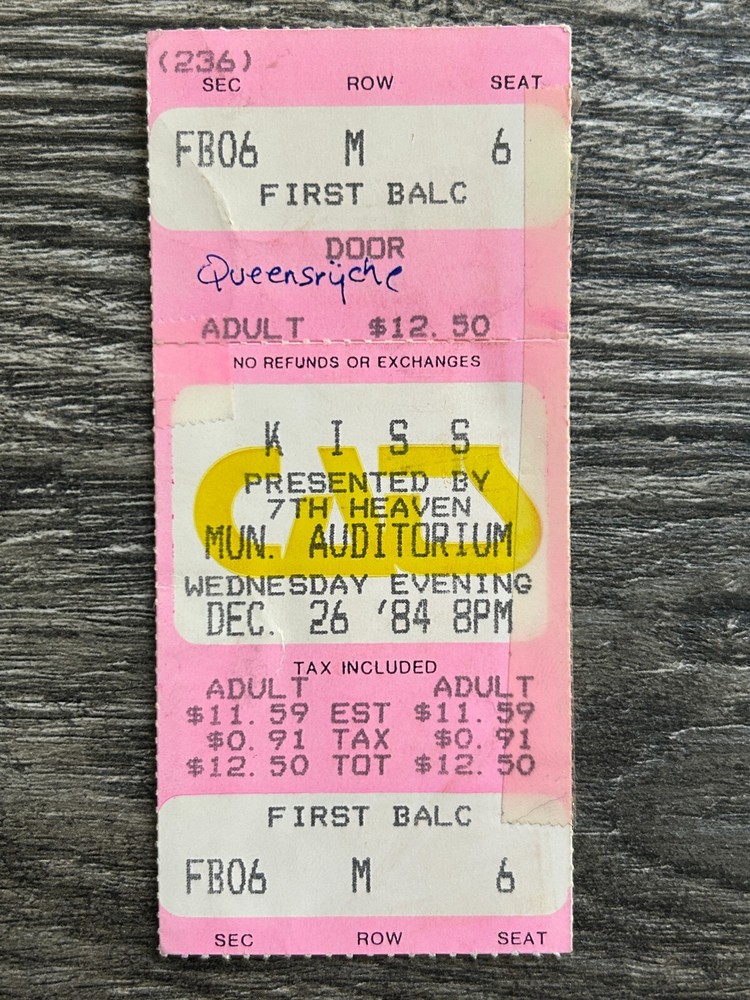 (236)
SEC ROW SEAT
FB06 M 6
FIRST BALC
DOOR
Queensrÿche
ADULT $12.50
NO REFUNDS OR EXCHANGES
K I S S
CATS
PRESENTED BY
7TH HEAVEN
MUN. AUDITORIUM
WEDNESDAY EVENING
DEC. 26 '84 8PM
TAX INCLUDED
ADULT ADULT
$11.59 EST $11.59
$0.91 TAX $0.91
$12.50 TOT $12.50
FIRST BALC
FB06 M 6
SEC ROW SEAT